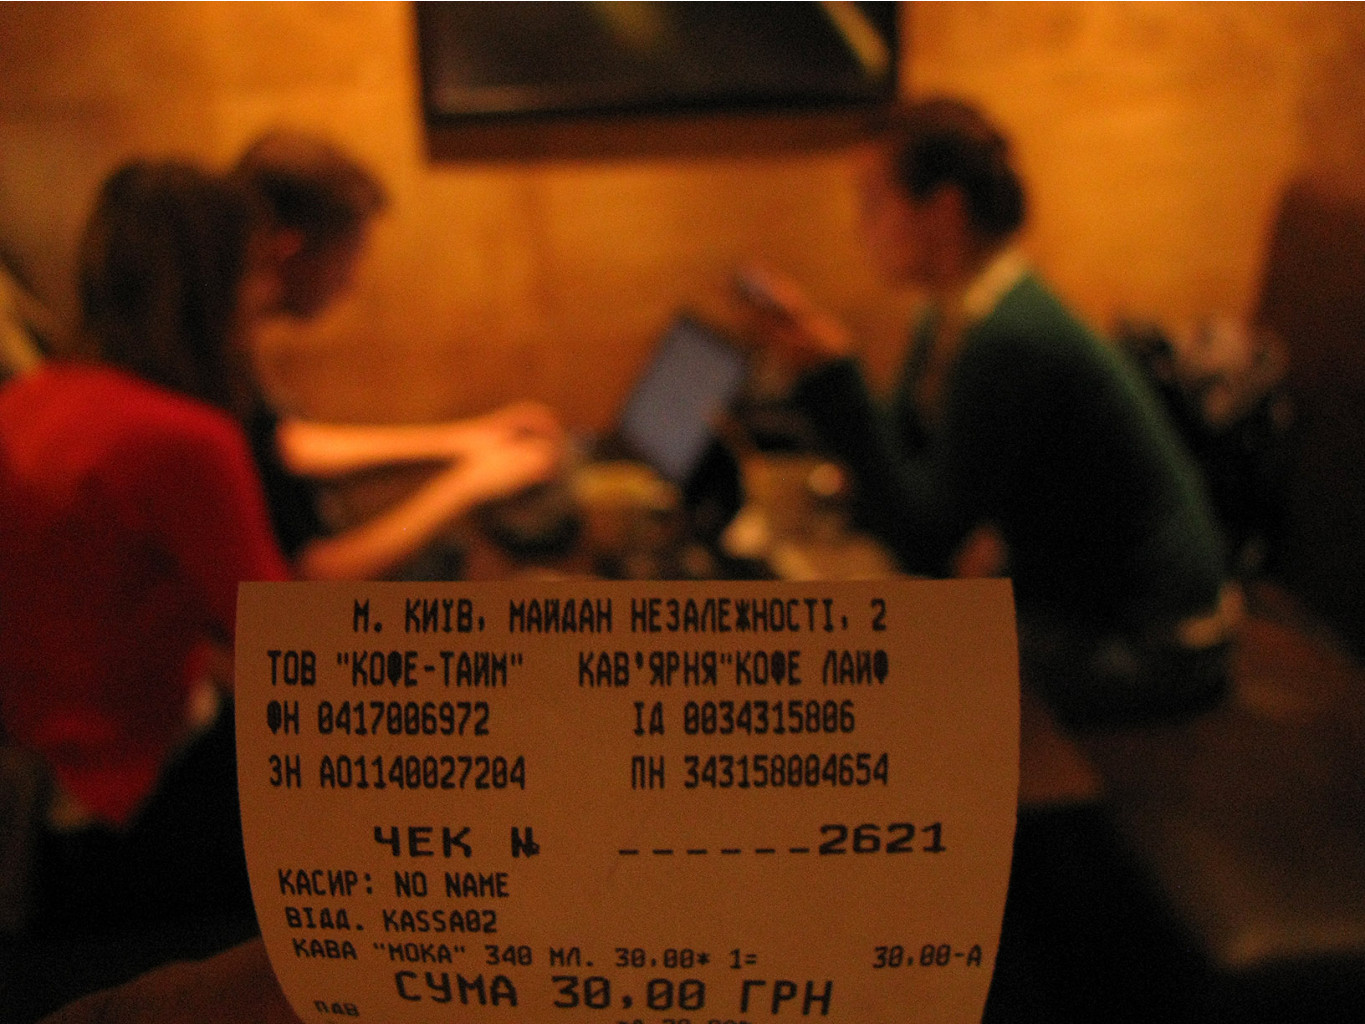 М. КИЇВ, МАЙДАН НЕЗАЛЕЖНОСТІ, 2
ТОВ "КОФЕ-ТАЙМ" КАВ'ЯРНЯ"КОФЕ ЛАЙФ
ФН 0417006972 ІД 0034315806
ЗН АО1140027204 ПН 343158004654
ЧЕК № ------2621
КАСИР: NO NAME
ВІДД. KASSA02
КАВА "МОКА" 340 МЛ. 30.00* 1= 30.00-А
СУМА 30,00 ГРН
ПДВ